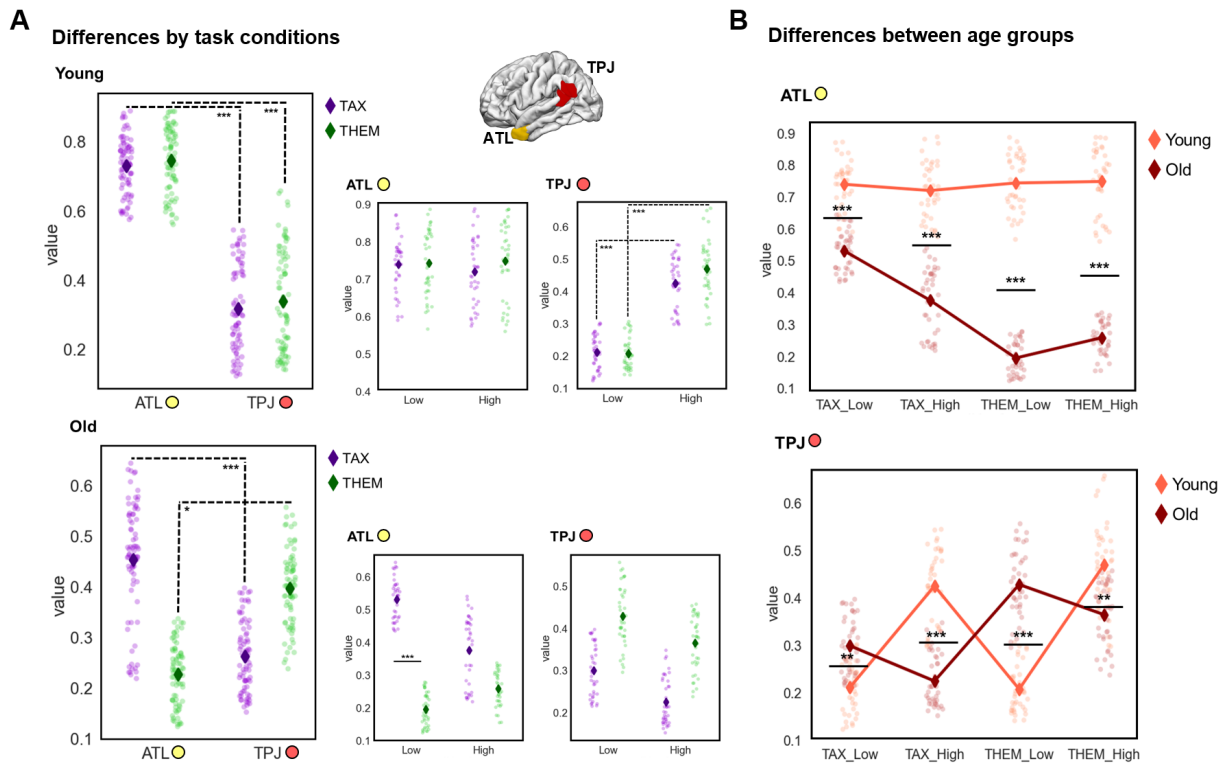 A
Differences by task conditions
Young
0.8
0.6
0.4
0.2
value
ATL
TPJ
***
***
TAX
THEM
TPJ
ATL
ATL
0.9
0.8
0.7
0.6
0.5
0.4
value
Low
High
TPJ
0.6
0.5
0.4
0.3
0.2
0.1
value
***
***
Low
High
Old
0.6
0.5
0.4
0.3
0.2
0.1
value
***
*
ATL
TPJ
TAX
THEM
ATL
0.7
0.6
0.5
0.4
0.3
0.2
0.1
value
***
Low
High
TPJ
0.5
0.4
0.3
0.2
value
Low
High
B
Differences between age groups
ATL
0.9
0.8
0.7
0.6
0.5
0.4
0.3
0.2
0.1
value
***
***
***
***
TAX_Low
TAX_High
THEM_Low
THEM_High
Young
Old
TPJ
0.6
0.5
0.4
0.3
0.2
0.1
value
**
***
***
**
TAX_Low
TAX_High
THEM_Low
THEM_High
Young
Old